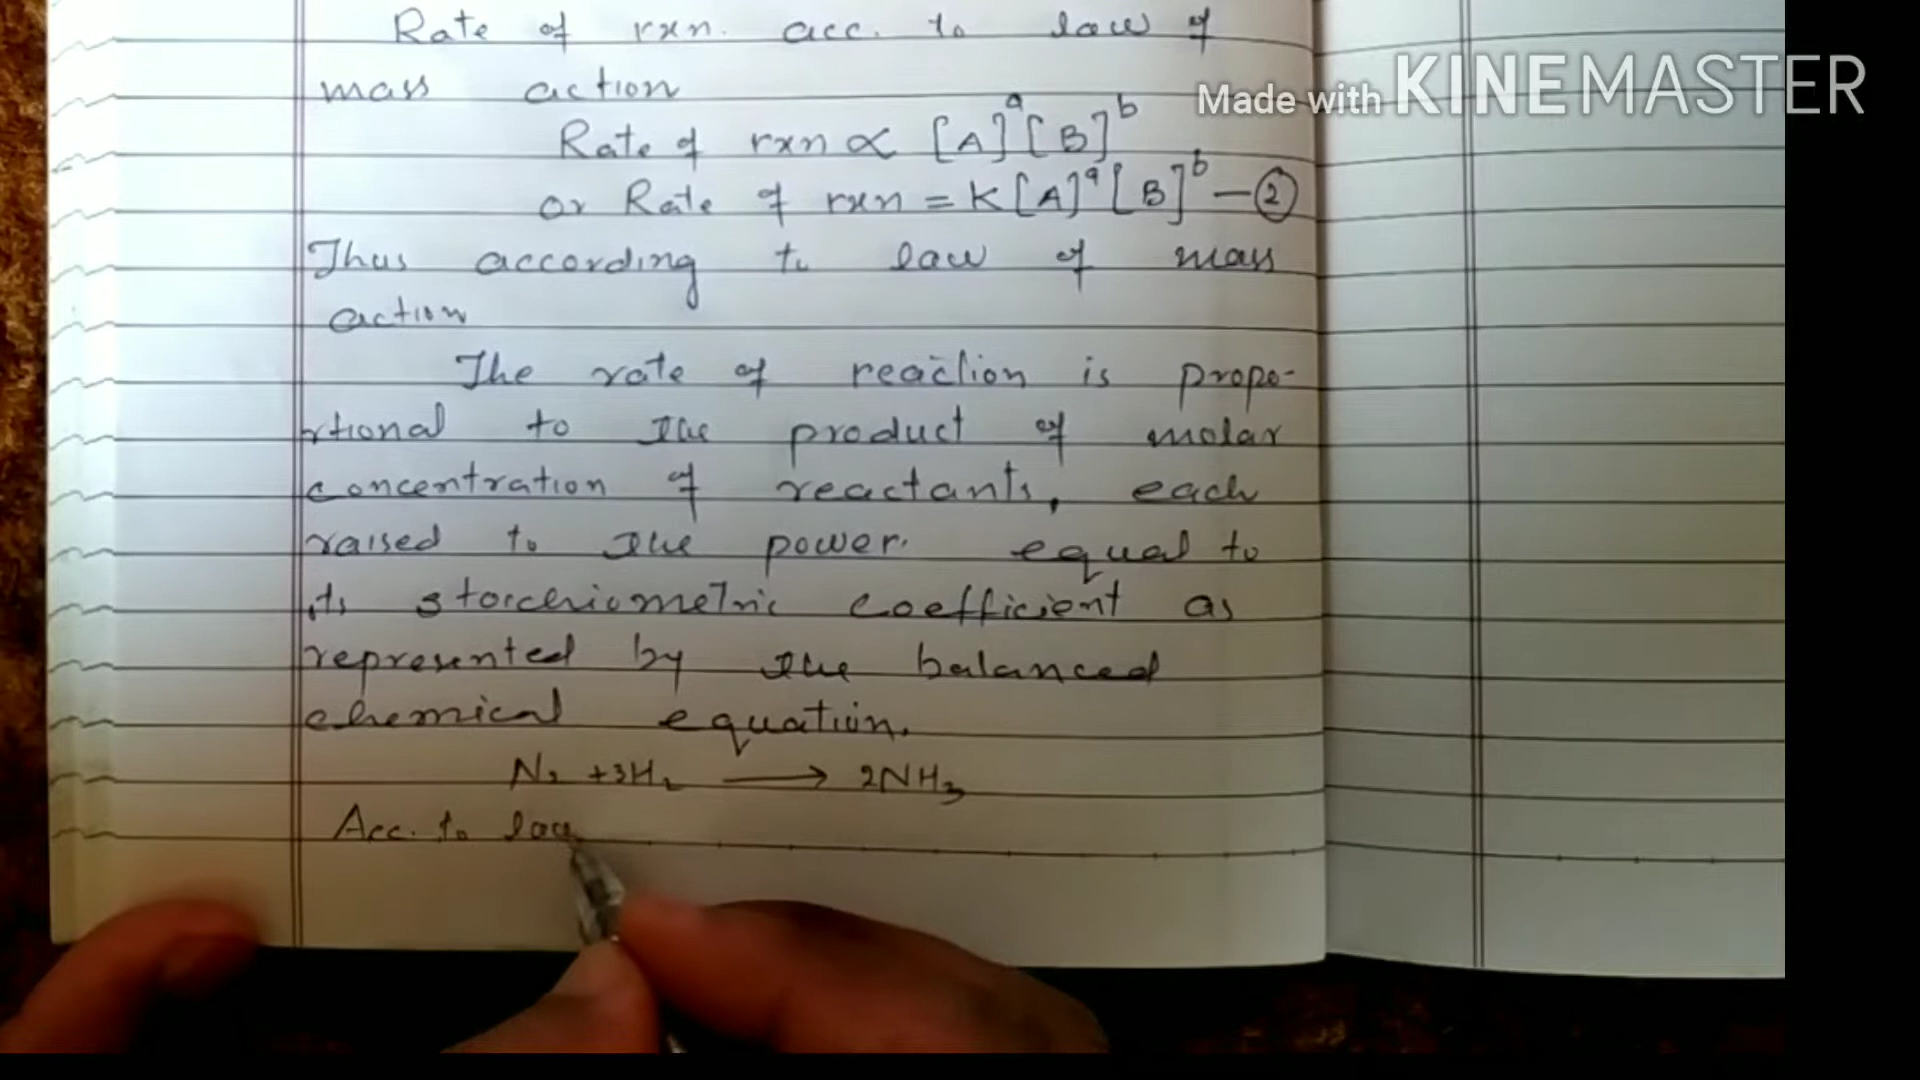 Rate of rxn. acc. to law of
mass action
Made with KINEMASTER
Rate of rxn ∝ [A]^a [B]^b
or Rate of rxn = K[A]^a [B]^b — ②
Thus according to law of mass
action
The rate of reaction is propo-
rtional to the product of molar
concentration of reactants, each
raised to the power. equal to
its stoichiometric coefficient as
represented by the balanced
chemical equation.
N₂ + 3H₂ ⟶ 2NH₃
Acc. to law